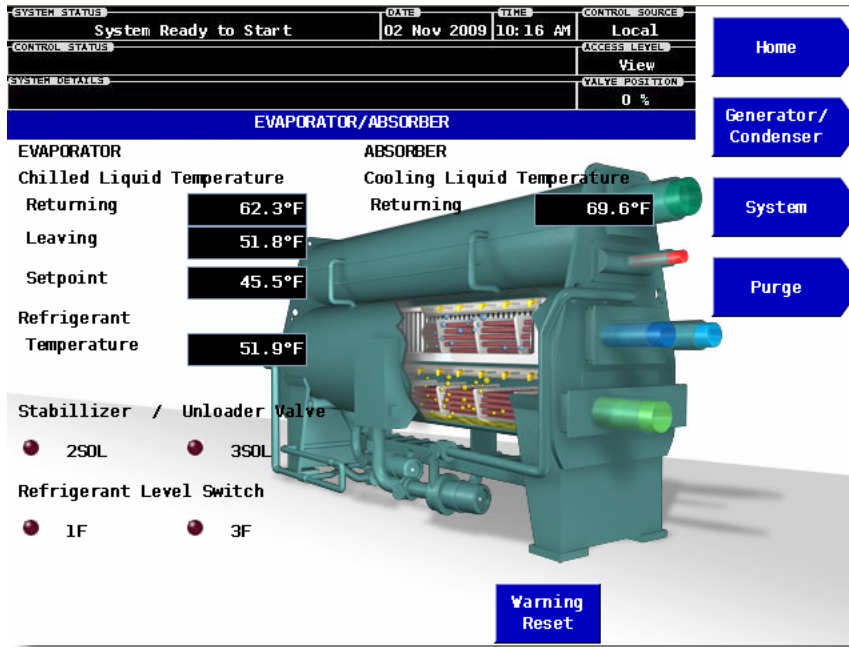 SYSTEM STATUS
System Ready to Start
DATE
02 Nov 2009
TIME
10:16 AM
CONTROL SOURCE
Local
CONTROL STATUS
ACCESS LEVEL
View
SYSTEM DETAILS
VALVE POSITION
0 %
EVAPORATOR/ABSORBER
EVAPORATOR
Chilled Liquid Temperature
Returning 62.3°F
Leaving 51.8°F
Setpoint 45.5°F
Refrigerant
Temperature 51.9°F
ABSORBER
Cooling Liquid Temperature
Returning 69.6°F
Stabillizer / Unloader Valve
2SOL 3SOL
Refrigerant Level Switch
1F 3F
Warning
Reset
Home
Generator/
Condenser
System
Purge